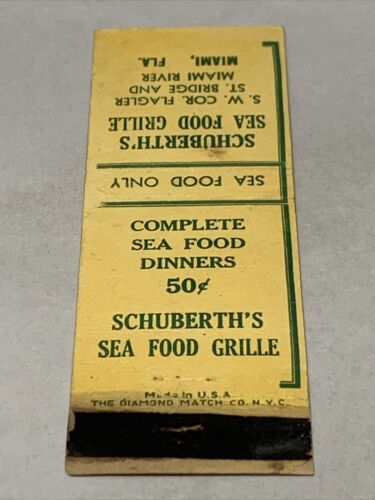 SCHUBERTH'S
SEA FOOD GRILLE
S. W. COR. FLAGLER
ST. BRIDGE AND
MIAMI RIVER
MIAMI, FLA.
SEA FOOD ONLY
COMPLETE
SEA FOOD
DINNERS
50¢
SCHUBERTH'S
SEA FOOD GRILLE
Made in U.S.A.
THE DIAMOND MATCH CO. N.Y.C.